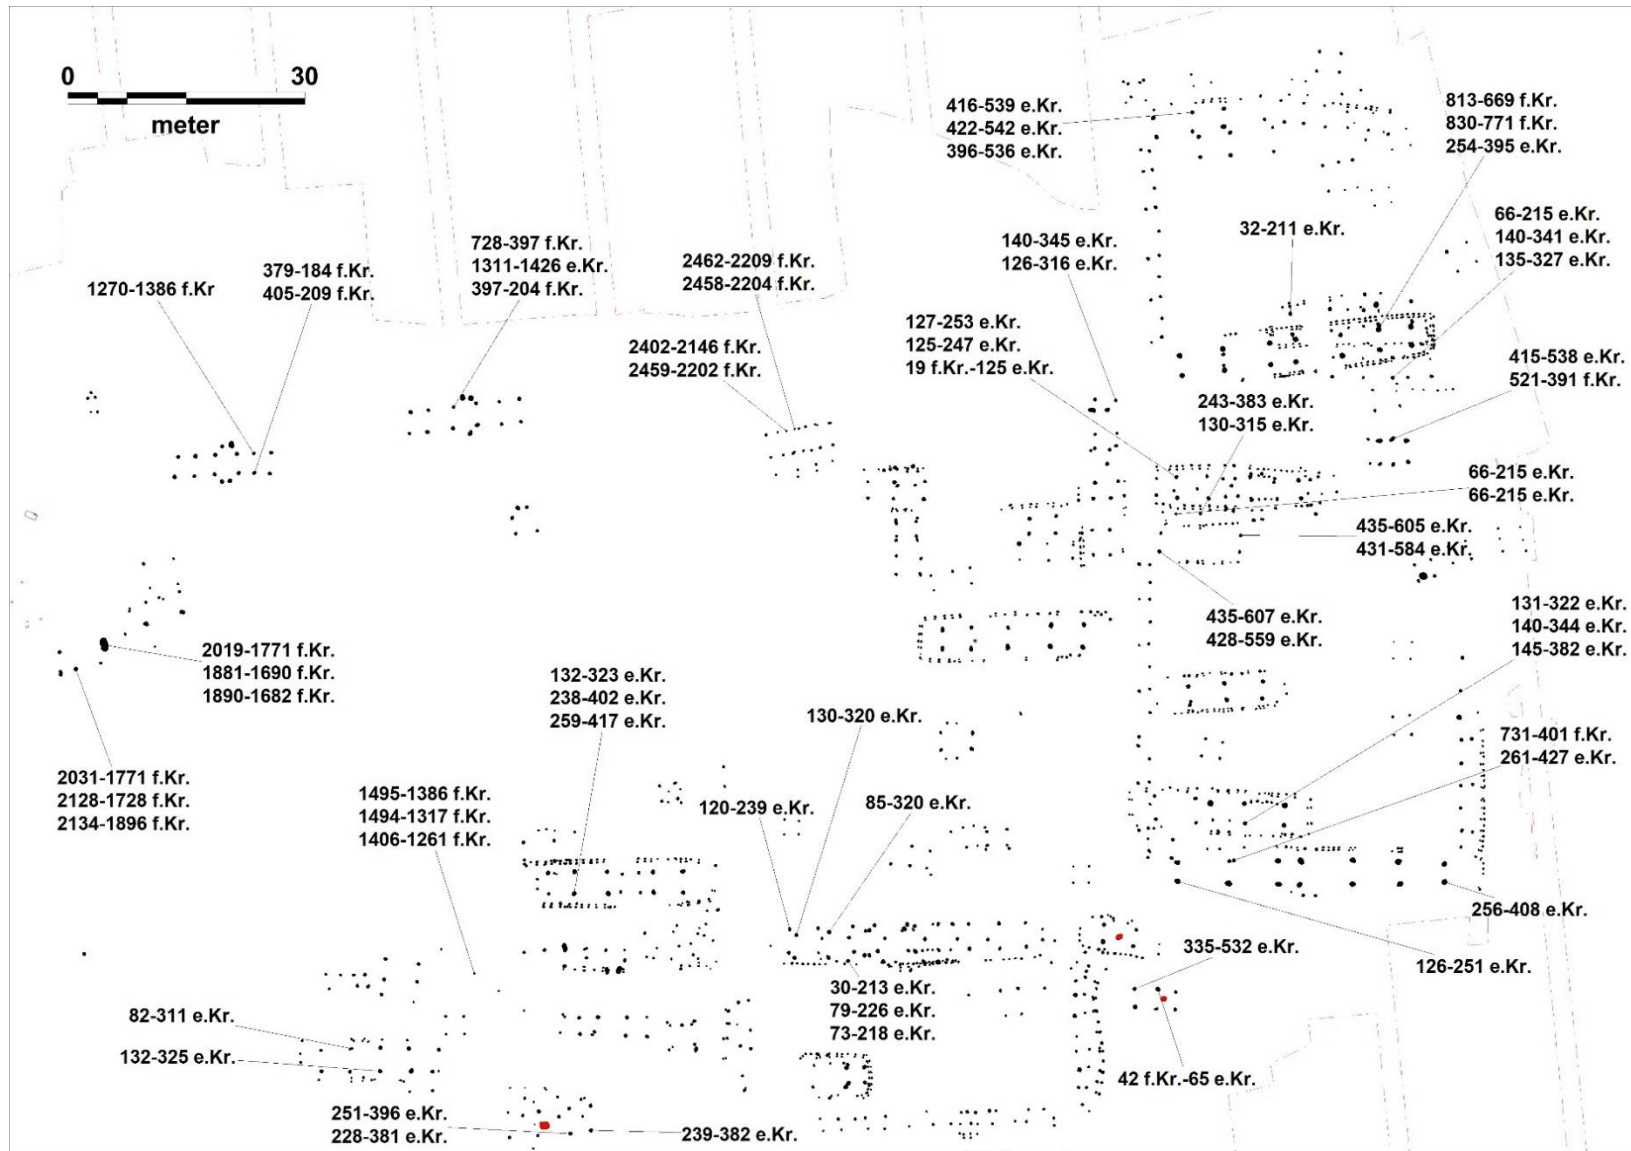 0 30
meter
416-539 e.Kr.
422-542 e.Kr.
396-536 e.Kr.
813-669 f.Kr.
830-771 f.Kr.
254-395 e.Kr.
66-215 e.Kr.
140-341 e.Kr.
135-327 e.Kr.
32-211 e.Kr.
140-345 e.Kr.
126-316 e.Kr.
728-397 f.Kr.
1311-1426 e.Kr.
397-204 f.Kr.
2462-2209 f.Kr.
2458-2204 f.Kr.
379-184 f.Kr.
405-209 f.Kr.
1270-1386 f.Kr
127-253 e.Kr.
125-247 e.Kr.
19 f.Kr.-125 e.Kr.
2402-2146 f.Kr.
2459-2202 f.Kr.
415-538 e.Kr.
521-391 f.Kr.
243-383 e.Kr.
130-315 e.Kr.
66-215 e.Kr.
66-215 e.Kr.
435-605 e.Kr.
431-584 e.Kr.
435-607 e.Kr.
428-559 e.Kr.
131-322 e.Kr.
140-344 e.Kr.
145-382 e.Kr.
2019-1771 f.Kr.
1881-1690 f.Kr.
1890-1682 f.Kr.
132-323 e.Kr.
238-402 e.Kr.
259-417 e.Kr.
130-320 e.Kr.
731-401 f.Kr.
261-427 e.Kr.
2031-1771 f.Kr.
2128-1728 f.Kr.
2134-1896 f.Kr.
1495-1386 f.Kr.
1494-1317 f.Kr.
1406-1261 f.Kr.
120-239 e.Kr.
85-320 e.Kr.
256-408 e.Kr.
335-532 e.Kr.
126-251 e.Kr.
30-213 e.Kr.
79-226 e.Kr.
73-218 e.Kr.
82-311 e.Kr.
132-325 e.Kr.
42 f.Kr.-65 e.Kr.
251-396 e.Kr.
228-381 e.Kr.
239-382 e.Kr.